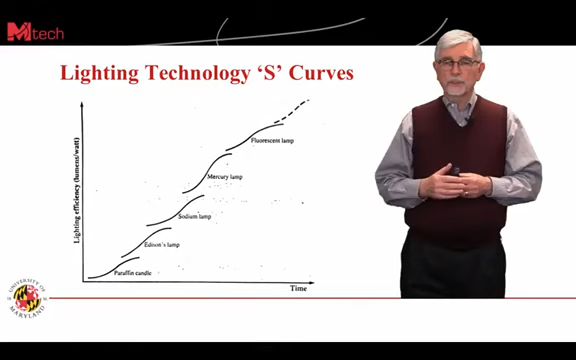 Mtech
Lighting Technology ‘S’ Curves
Lighting efficiency (lumens/watt)
Fluorescent lamp
Mercury lamp
Sodium lamp
Edison's lamp
Paraffin candle
Time
UNIVERSITY OF
MARYLAND